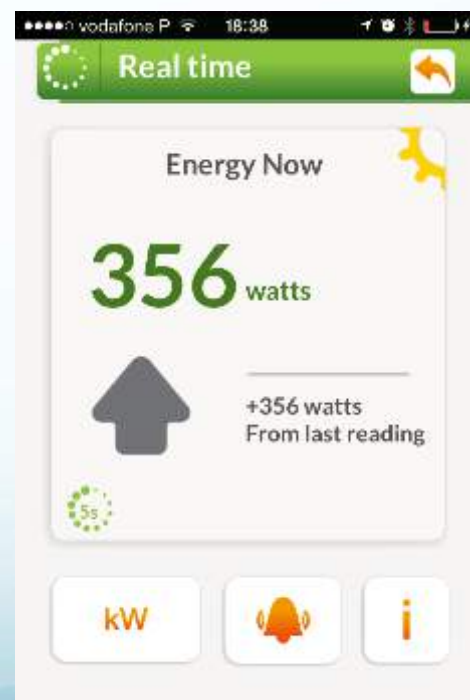 vodafone P 18:38
Real time
Energy Now
356 watts
+356 watts
From last reading
5s
kW
i